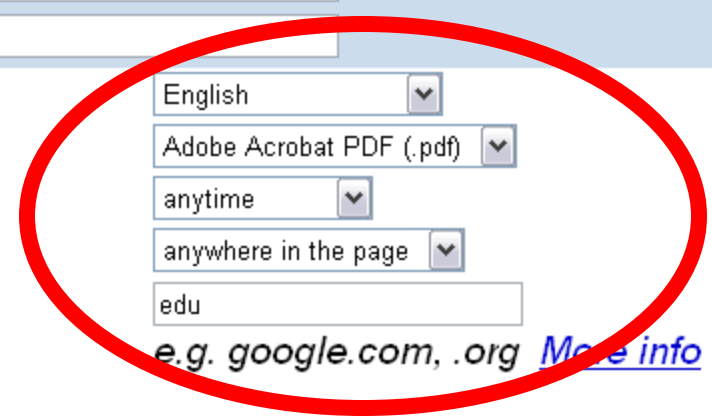 English
Adobe Acrobat PDF (.pdf)
anytime
anywhere in the page
edu
e.g. google.com, .org More info